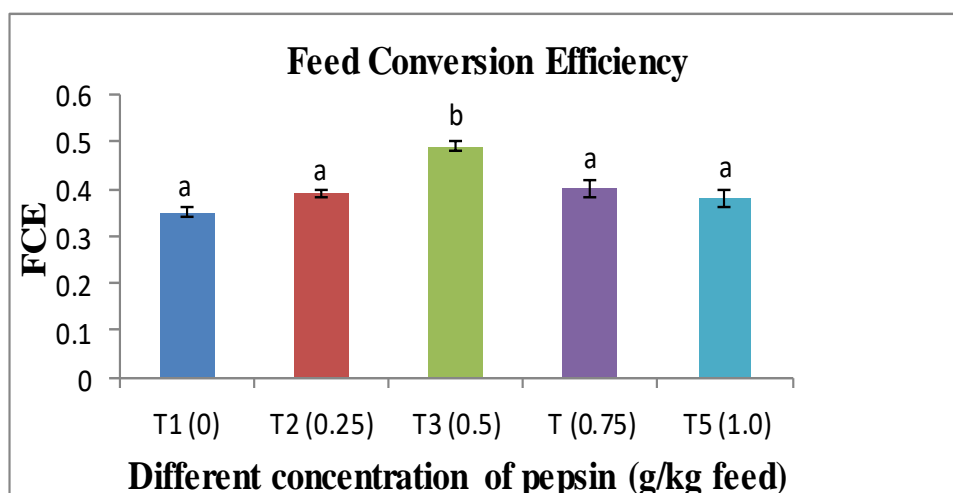 Feed Conversion Efficiency
0.6
0.5
0.4
0.3
0.2
0.1
0
FCE
a
a
b
a
a
T1 (0) T2 (0.25) T3 (0.5) T (0.75) T5 (1.0)
Different concentration of pepsin (g/kg feed)